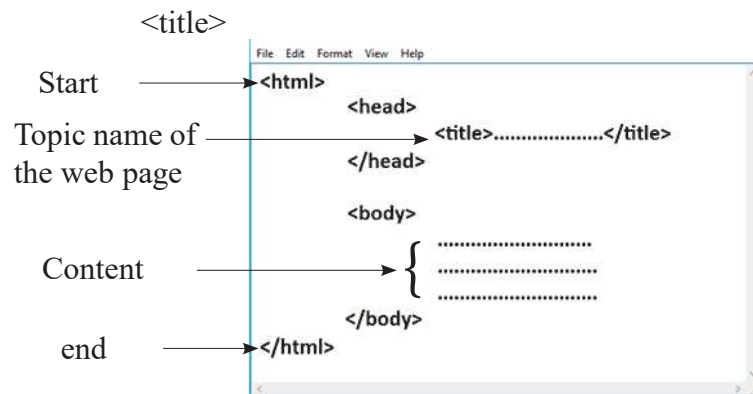 <title>
File Edit Format View Help
Start
<html>
<head>
Topic name of
the web page
<title>....................</title>
</head>
<body>
Content
{
............................
.............................
.............................
</body>
end
</html>